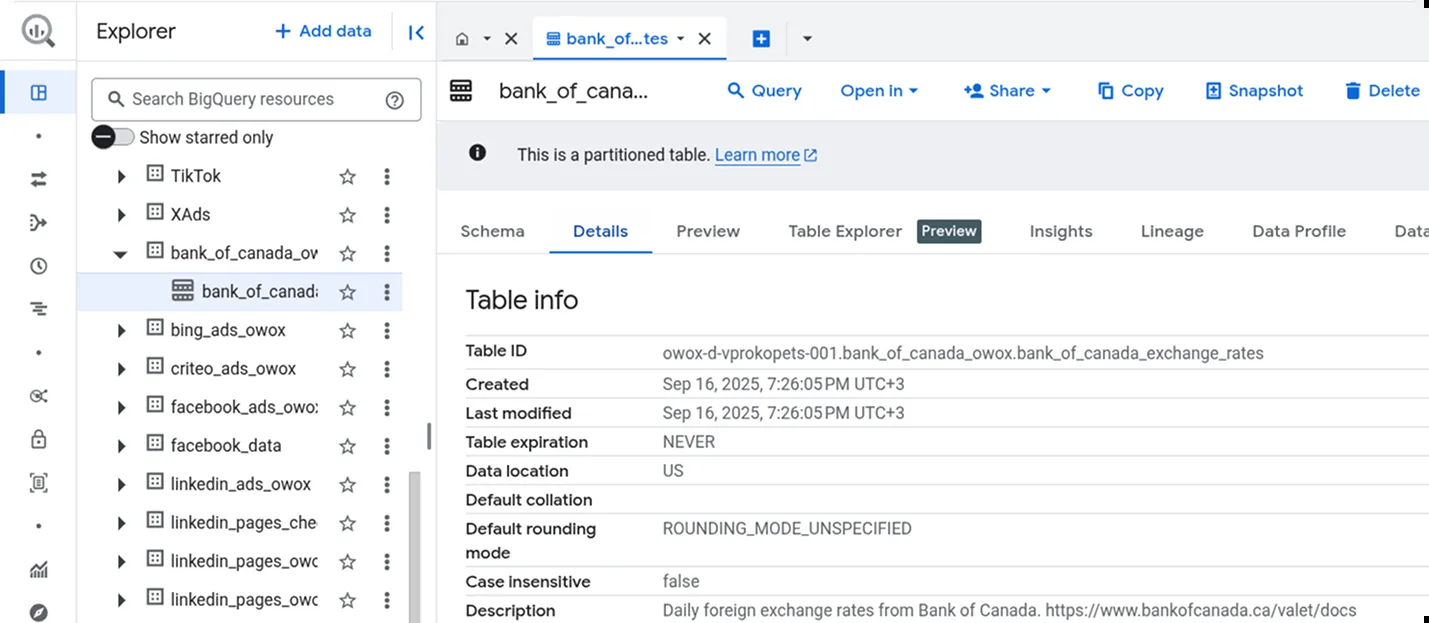 Explorer
+ Add data
Search BigQuery resources
Show starred only
TikTok
XAds
bank_of_canada_ow
bank_of_canada
bing_ads_owox
criteo_ads_owox
facebook_ads_owo
facebook_data
linkedin_ads_owox
linkedin_pages_che
linkedin_pages_owo
linkedin_pages_owo
bank_of...tes
bank_of_cana...
Query
Open in
Share
Copy
Snapshot
Delete
This is a partitioned table. Learn more
Schema
Details
Preview
Table Explorer
Preview
Insights
Lineage
Data Profile
Data
Table info
Table ID
owox-d-vprokopets-001.bank_of_canada_owox.bank_of_canada_exchange_rates
Created
Sep 16, 2025, 7:26:05 PM UTC+3
Last modified
Sep 16, 2025, 7:26:05 PM UTC+3
Table expiration
NEVER
Data location
US
Default collation
Default rounding
mode
ROUNDING_MODE_UNSPECIFIED
Case insensitive
false
Description
Daily foreign exchange rates from Bank of Canada. https://www.bankofcanada.ca/valet/docs